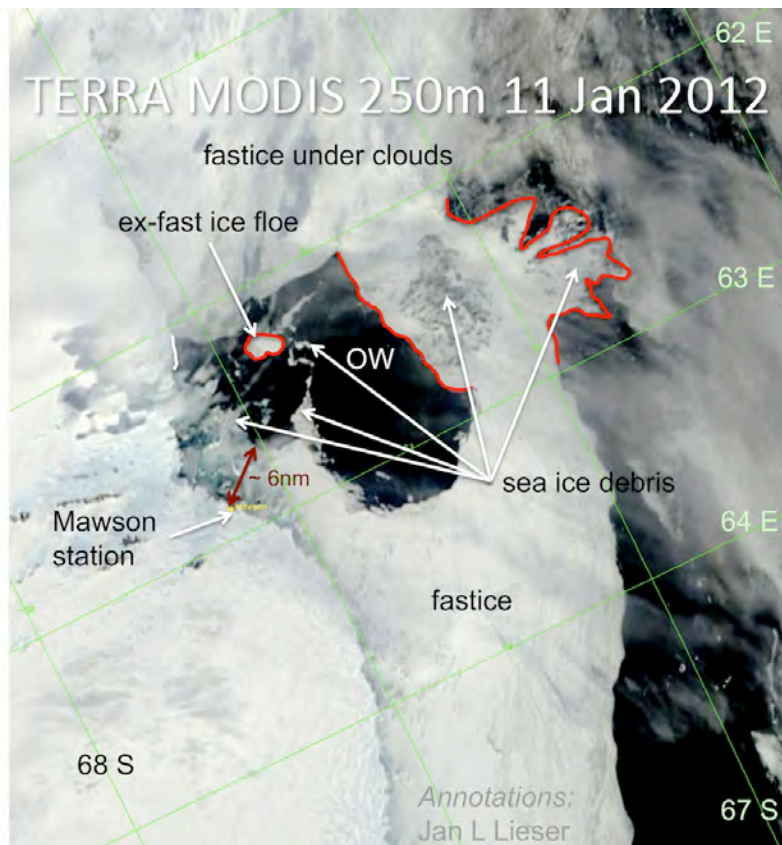 62 E
TERRA MODIS 250m 11 Jan 2012
fastice under clouds
ex-fast ice floe
63 E
OW
~ 6nm
sea ice debris
Mawson
station
64 E
fastice
68 S
Annotations:
Jan L Lieser
67 S